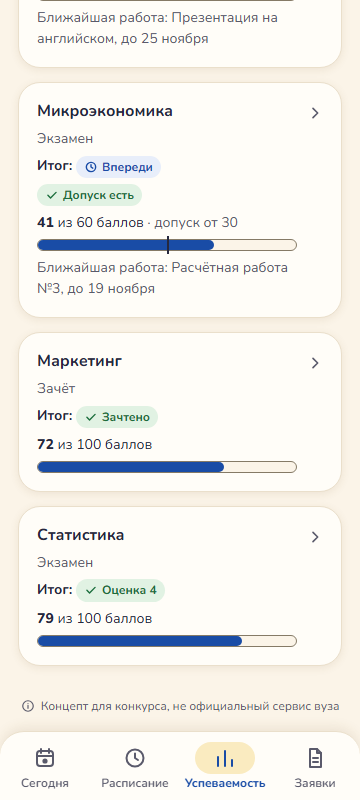 Ближайшая работа: Презентация на
английском, до 25 ноября
Микроэкономика
Экзамен
Итог: Впереди
Допуск есть
41 из 60 баллов · допуск от 30
Ближайшая работа: Расчётная работа
№3, до 19 ноября
Маркетинг
Зачёт
Итог: Зачтено
72 из 100 баллов
Статистика
Экзамен
Итог: Оценка 4
79 из 100 баллов
Концепт для конкурса, не официальный сервис вуза
Сегодня Расписание Успеваемость Заявки